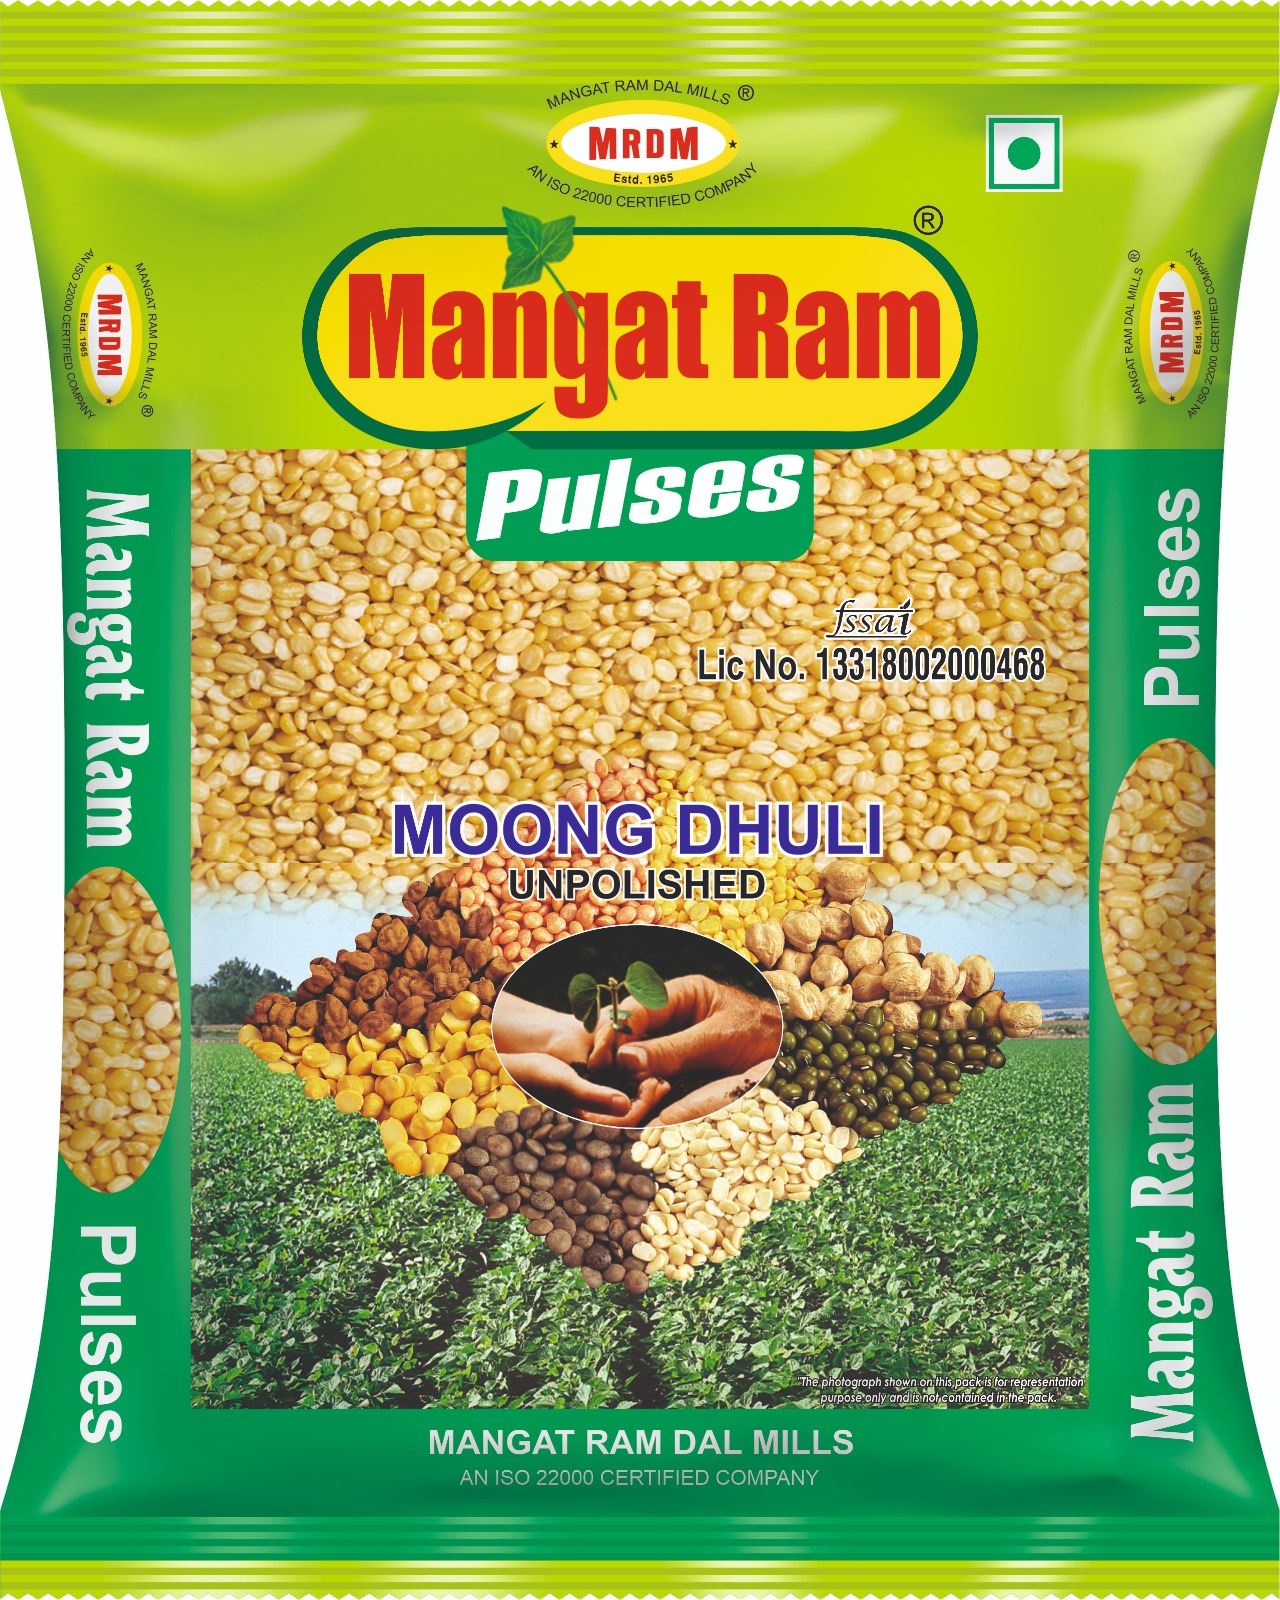 MANGAT RAM DAL MILLS ®
MRDM
Estd. 1965
AN ISO 22000 CERTIFIED COMPANY
®
Mangat Ram
Pulses
fssai
Lic No. 13318002000468
MOONG DHULI
UNPOLISHED
"The photograph shown on this pack is for representation
purpose only and is not contained in the pack."
MANGAT RAM DAL MILLS
AN ISO 22000 CERTIFIED COMPANY
MANGAT RAM DAL MILLS ®
MRDM
Estd. 1965
AN ISO 22000 CERTIFIED COMPANY
Mangat Ram
Pulses
MANGAT RAM DAL MILLS ®
MRDM
Estd. 1965
AN ISO 22000 CERTIFIED COMPANY
Mangat Ram
Pulses